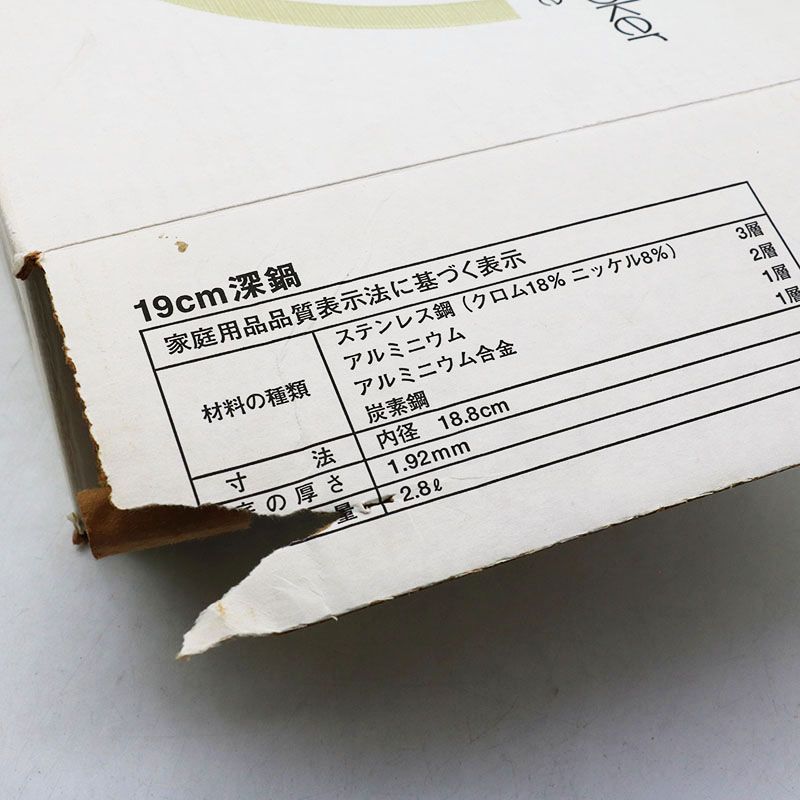 oker
e
19cm深鍋
家庭用品品質表示法に基づく表示
材料の種類
ステンレス鋼（クロム18% ニッケル8%） 3層
アルミニウム 2層
アルミニウム合金 1層
炭素鋼 1層
寸法 内径 18.8cm
の厚さ 1.92mm
量 2.8ℓ